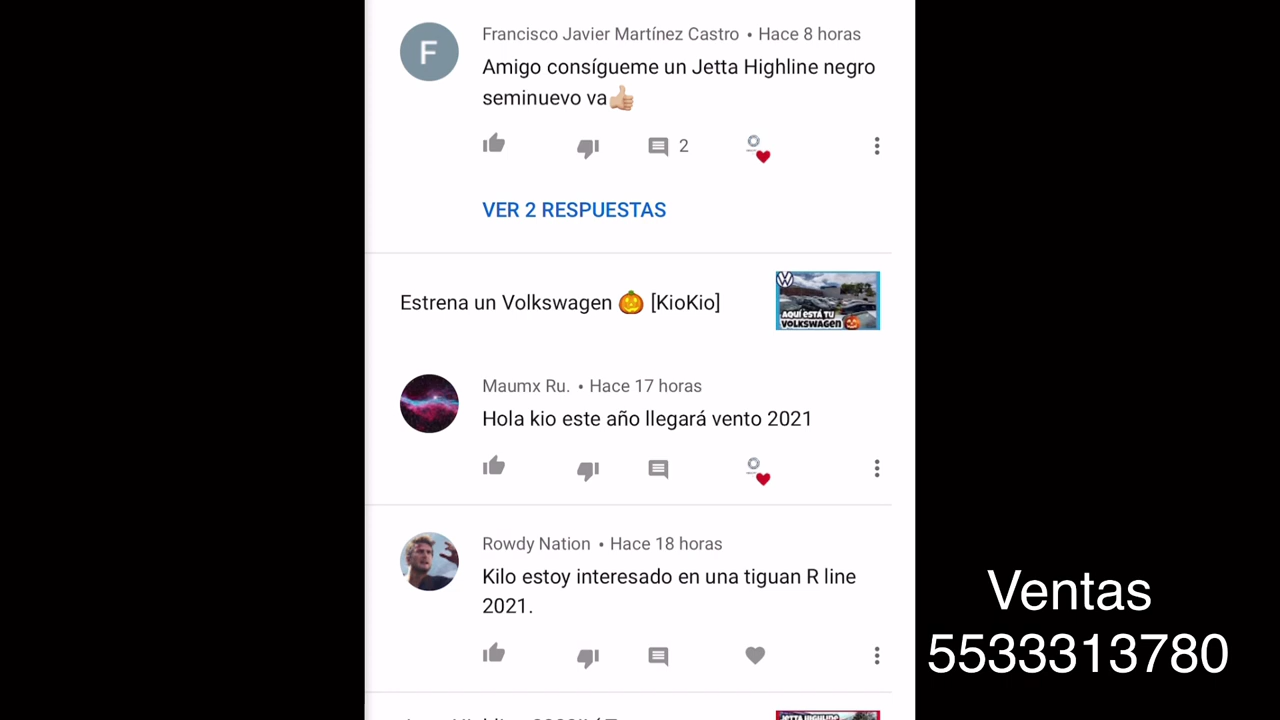 Francisco Javier Martínez Castro • Hace 8 horas
F
Amigo consígueme un Jetta Highline negro
seminuevo va👍🏼
2
VER 2 RESPUESTAS
Estrena un Volkswagen 🎃 [KioKio]
AQUÍ ESTÁ TU
VOLKSWAGEN
Maumx Ru. • Hace 17 horas
Hola kio este año llegará vento 2021
Rowdy Nation • Hace 18 horas
Kilo estoy interesado en una tiguan R line
2021.
Ventas
5533313780
JETTA HIGHLINE